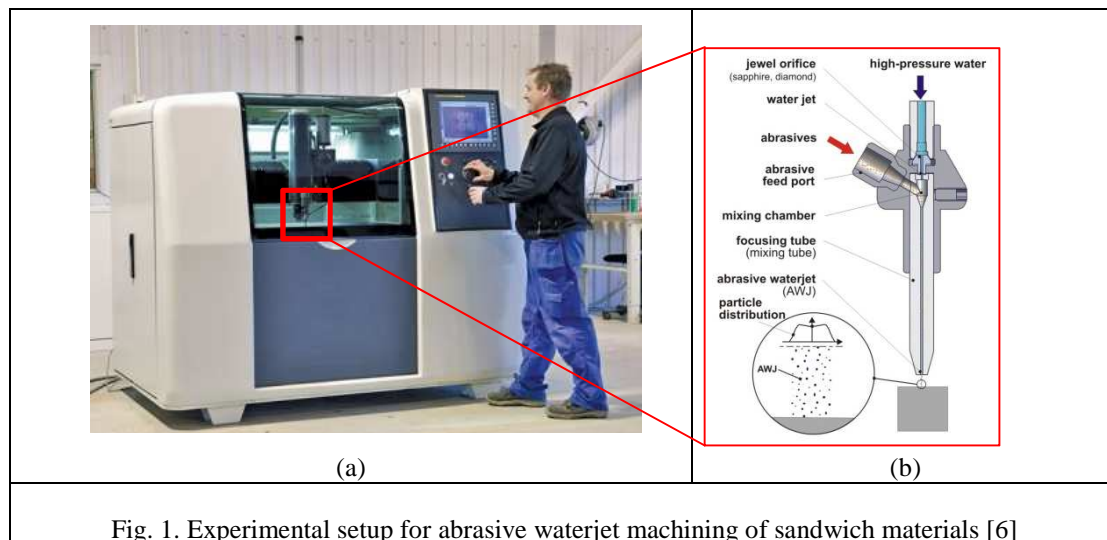 jewel orifice
(sapphire, diamond)
high-pressure water
water jet
abrasives
abrasive
feed port
mixing chamber
focusing tube
(mixing tube)
abrasive waterjet
(AWJ)
particle
distribution
AWJ
(a)
(b)
Fig. 1. Experimental setup for abrasive waterjet machining of sandwich materials [6]